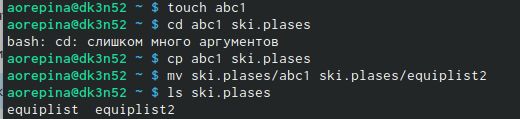 aorepina@dk3n52 ~ $ touch abc1
aorepina@dk3n52 ~ $ cd abc1 ski.plases
bash: cd: слишком много аргументов
aorepina@dk3n52 ~ $ cp abc1 ski.plases
aorepina@dk3n52 ~ $ mv ski.plases/abc1 ski.plases/equiplist2
aorepina@dk3n52 ~ $ ls ski.plases
equiplist  equiplist2